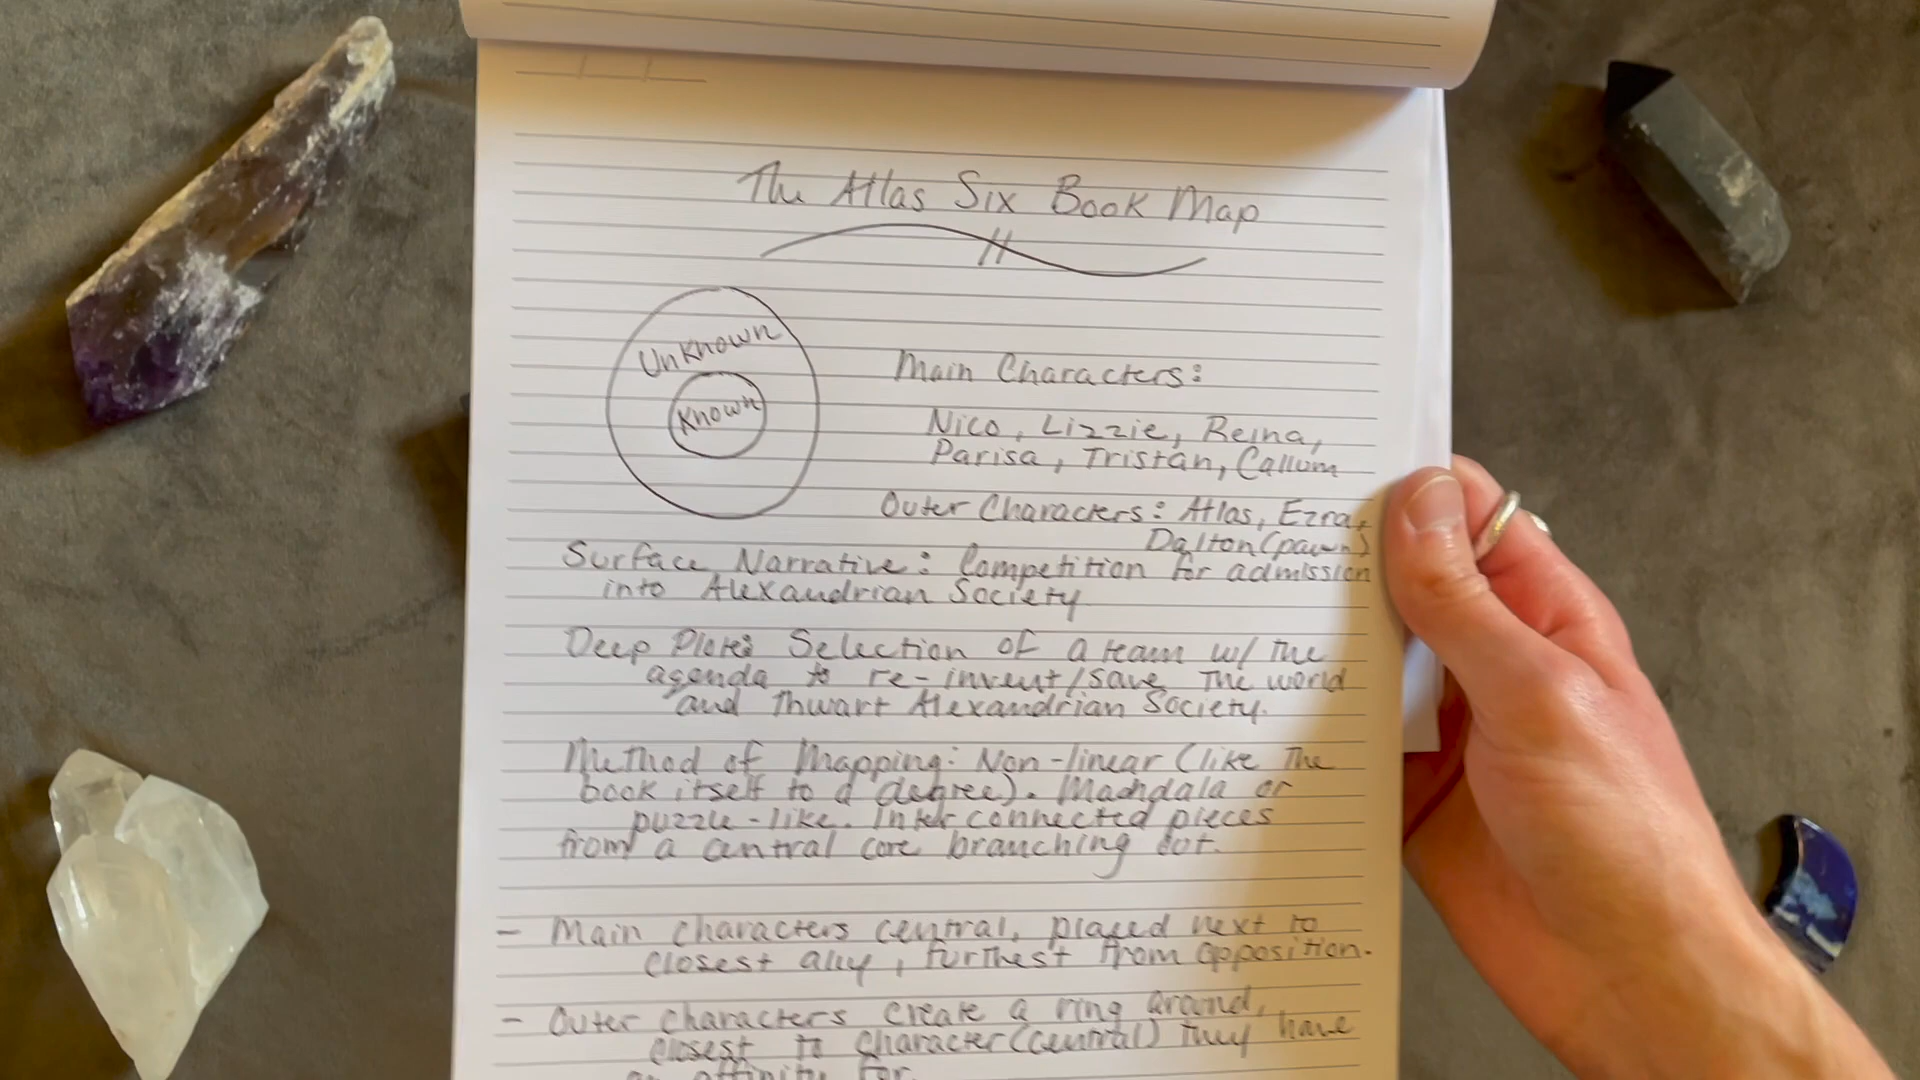 The Atlas Six Book Map
Unknown
Known
Main Characters:
Nico, Lizzie, Reina,
Parisa, Tristan, Callum
Outer Characters: Atlas, Ezra,
Dalton (pawn)
Surface Narrative: Competition for admission
into Alexandrian Society
Deep Plot: Selection of a team w/ the
agenda to re-invent/save the world
and thwart Alexandrian Society.
Method of Mapping: Non-linear (like the
book itself to a degree). Mandala or
puzzle-like. Interconnected pieces
from a central core branching out.
- Main characters central, placed next to
closest ally, furthest from opposition.
- Outer characters create a ring around,
closest to character (central) they have
an affinity for.